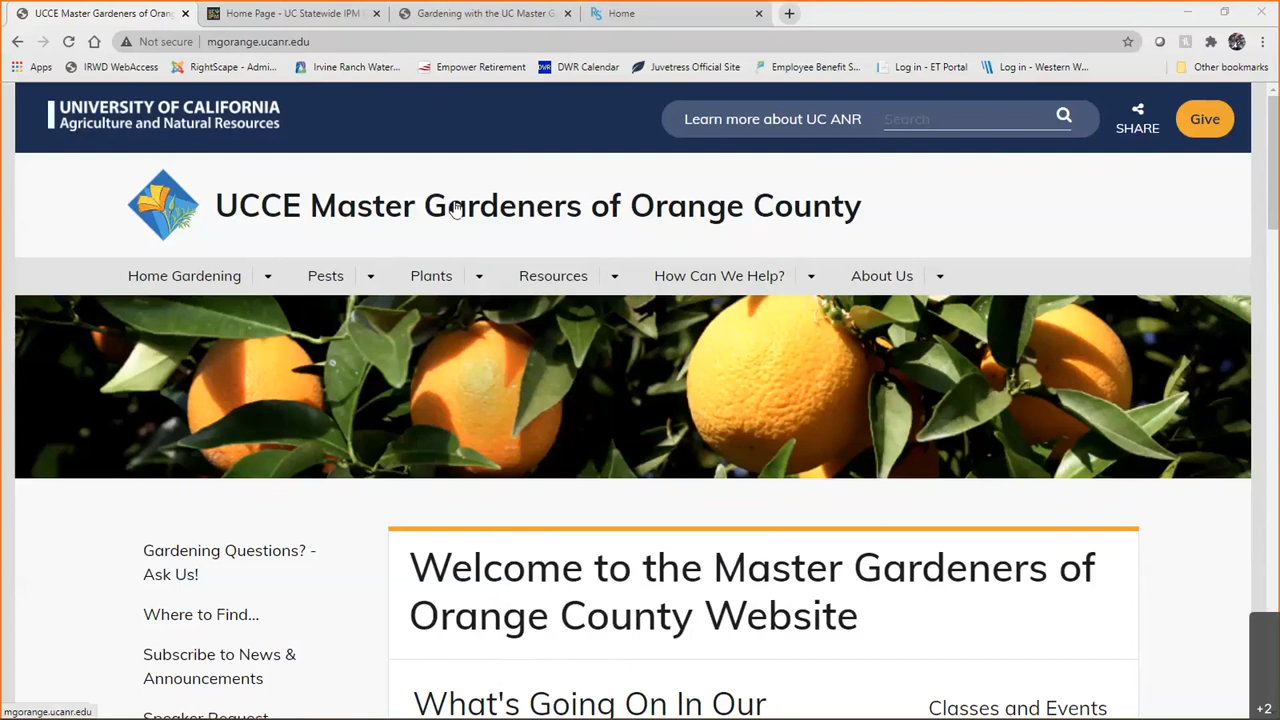 UCCE Master Gardeners of Oran
Home Page - UC Statewide IPM
Gardening with the UC Master G
Home
Not secure
mgorange.ucanr.edu
Apps
IRWD WebAccess
RightScape - Admi...
Irvine Ranch Water...
Empower Retirement
DWR Calendar
Juvetress Official Site
Employee Benefit S...
Log in - ET Portal
Log in - Western W...
Other bookmarks
UNIVERSITY OF CALIFORNIA
Agriculture and Natural Resources
Learn more about UC ANR
Search
SHARE
Give
UCCE Master Gardeners of Orange County
Home Gardening
Pests
Plants
Resources
How Can We Help?
About Us
Gardening Questions? -
Ask Us!
Where to Find...
Subscribe to News &
Announcements
Speaker Request
Welcome to the Master Gardeners of
Orange County Website
What's Going On In Our
Classes and Events
mgorange.ucanr.edu
+2